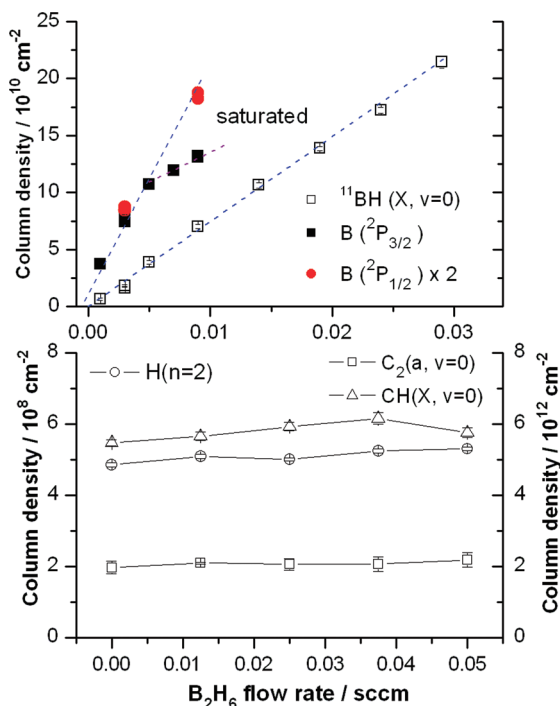 Column density / 10¹⁰ cm⁻²
25
20
15
10
5
0
saturated
¹¹BH (X, v=0)
B (²P₃/₂)
B (²P₁/₂) x 2
0.00
0.01
0.02
0.03
Column density / 10⁸ cm⁻²
8
6
4
2
0
H(n=2)
C₂(a, v=0)
CH(X, v=0)
8
6
4
2
0
Column density / 10¹² cm⁻²
0.00
0.01
0.02
0.03
0.04
0.05
B₂H₆ flow rate / sccm